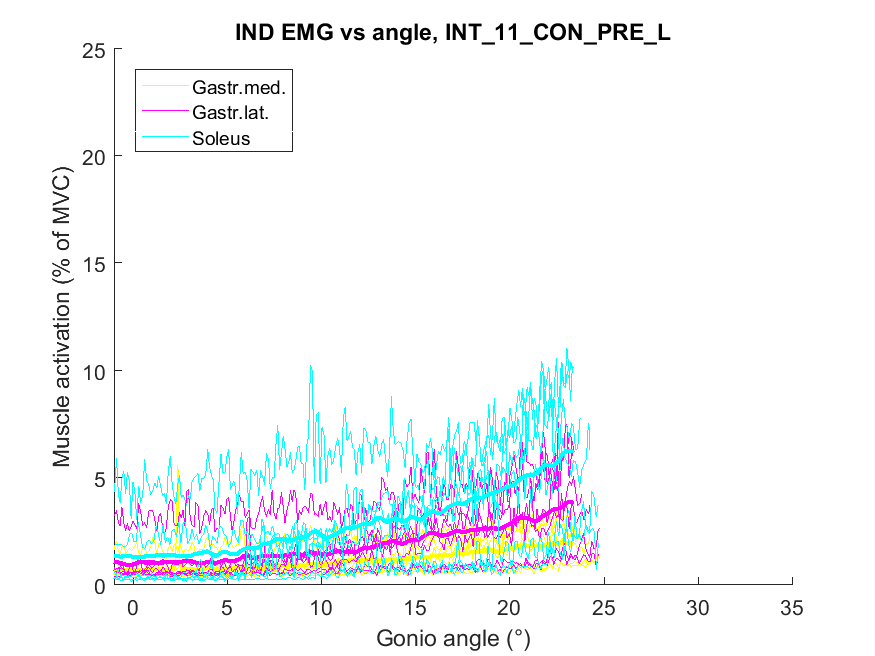 IND EMG vs angle, INT_11_CON_PRE_L
25
20
15
10
5
0
Muscle activation (% of MVC)
Gastr.med.
Gastr.lat.
Soleus
0 5 10 15 20 25 30 35
Gonio angle (°)